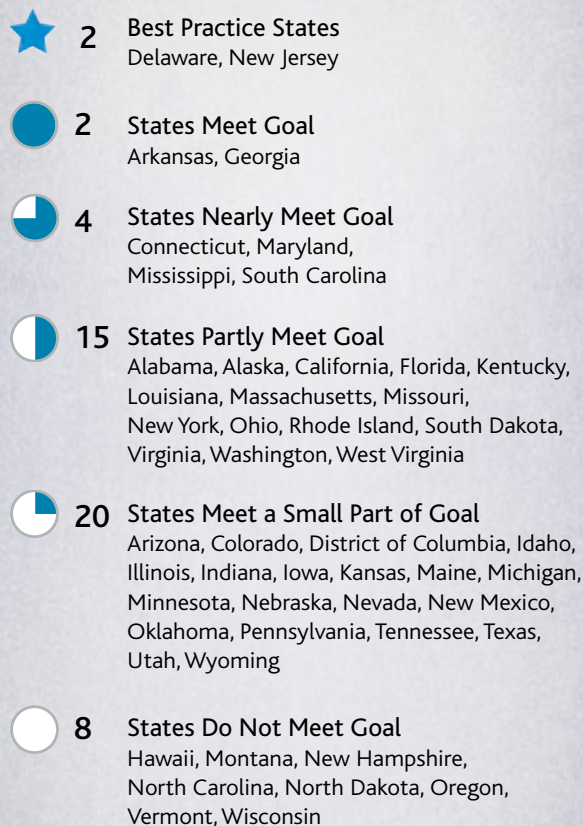 2 Best Practice States
Delaware, New Jersey
2 States Meet Goal
Arkansas, Georgia
4 States Nearly Meet Goal
Connecticut, Maryland,
Mississippi, South Carolina
15 States Partly Meet Goal
Alabama, Alaska, California, Florida, Kentucky,
Louisiana, Massachusetts, Missouri,
New York, Ohio, Rhode Island, South Dakota,
Virginia, Washington, West Virginia
20 States Meet a Small Part of Goal
Arizona, Colorado, District of Columbia, Idaho,
Illinois, Indiana, Iowa, Kansas, Maine, Michigan,
Minnesota, Nebraska, Nevada, New Mexico,
Oklahoma, Pennsylvania, Tennessee, Texas,
Utah, Wyoming
8 States Do Not Meet Goal
Hawaii, Montana, New Hampshire,
North Carolina, North Dakota, Oregon,
Vermont, Wisconsin